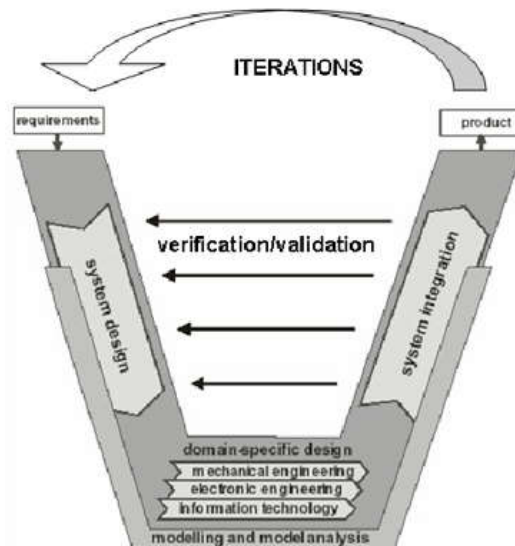 ITERATIONS
requirements
product
verification/validation
system design
system integration
domain-specific design
mechanical engineering
electronic engineering
information technology
modelling and model analysis